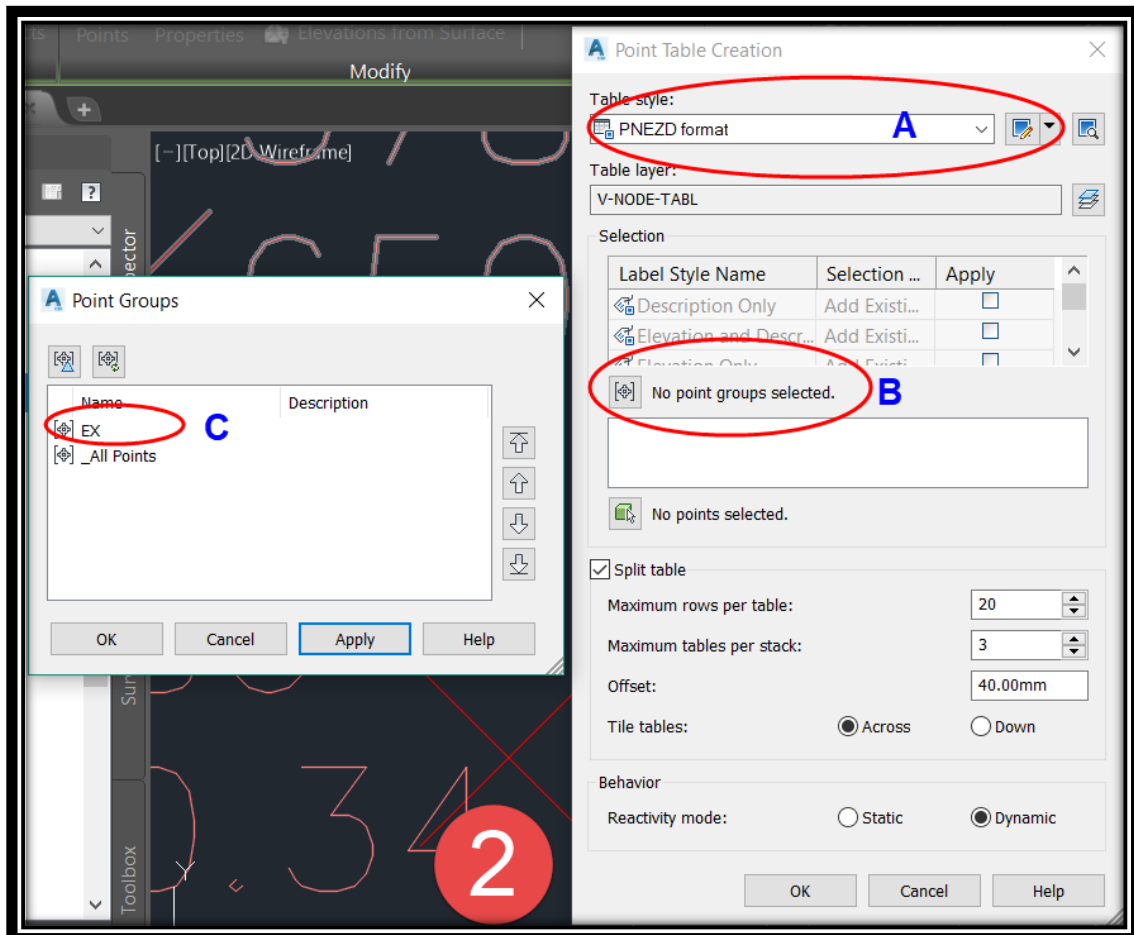 Points Properties Elevations from Surface
Modify
+
[-][Top][2D Wireframe]
Toolbox
Point Groups
Name Description
EX
C
_All Points
OK Cancel Apply Help
2
Y
Point Table Creation
Table style:
PNEZD format
A
Table layer:
V-NODE-TABL
Selection
Label Style Name Selection ... Apply
Description Only Add Existi...
Elevation and Descr... Add Existi...
Elevation Only Add Existi...
No point groups selected.
B
No points selected.
Split table
Maximum rows per table: 20
Maximum tables per stack: 3
Offset: 40.00mm
Tile tables: Across Down
Behavior
Reactivity mode: Static Dynamic
OK Cancel Help